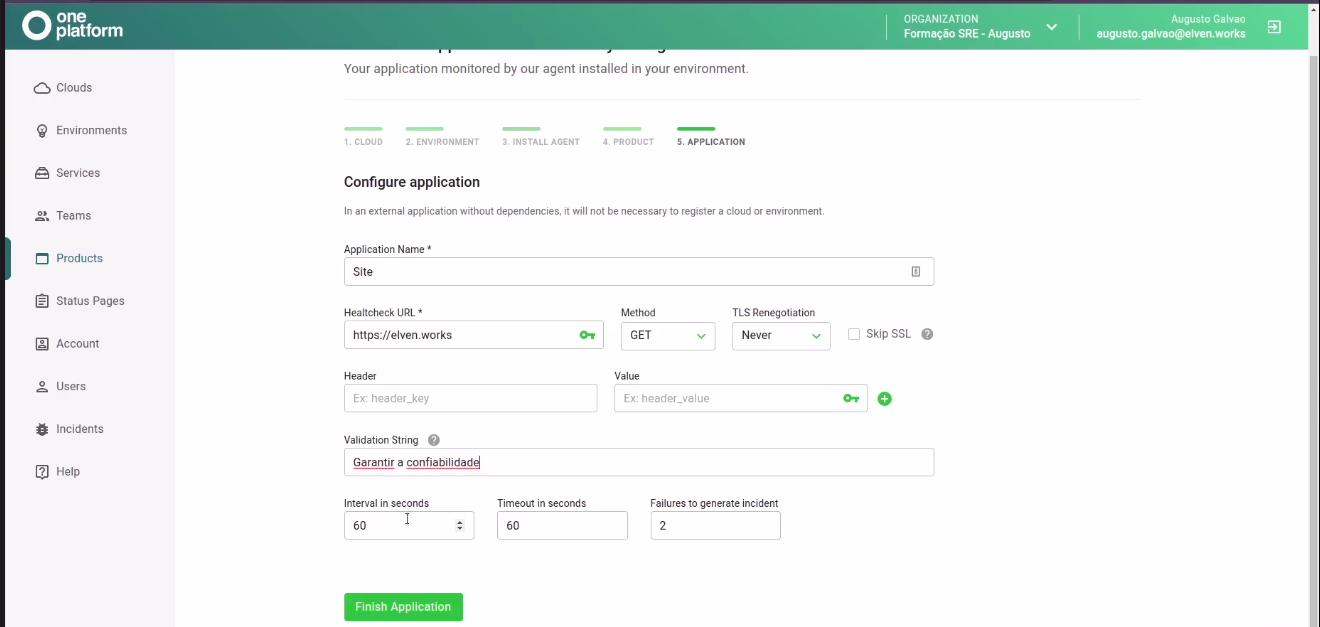 one
platform
ORGANIZATION
Formação SRE - Augusto
Augusto Galvao
augusto.galvao@elven.works
Clouds
Environments
Services
Teams
Products
Status Pages
Account
Users
Incidents
Help
Your application monitored by our agent installed in your environment.
1. CLOUD
2. ENVIRONMENT
3. INSTALL AGENT
4. PRODUCT
5. APPLICATION
Configure application
In an external application without dependencies, it will not be necessary to register a cloud or environment.
Application Name *
Site
Healtcheck URL * Method TLS Renegotiation
https://elven.works GET Never Skip SSL ?
Header Value
Ex: header_key Ex: header_value
Validation String ?
Garantir a confiabilidade
Interval in seconds Timeout in seconds Failures to generate incident
60 60 2
Finish Application